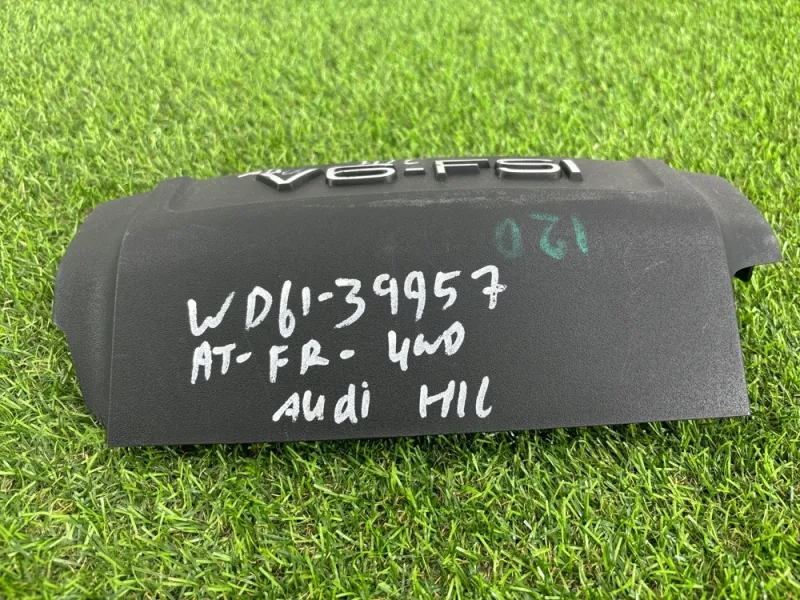 V6-FSI
120
WD61-39957
AT-FR-4WD
Audi H1L